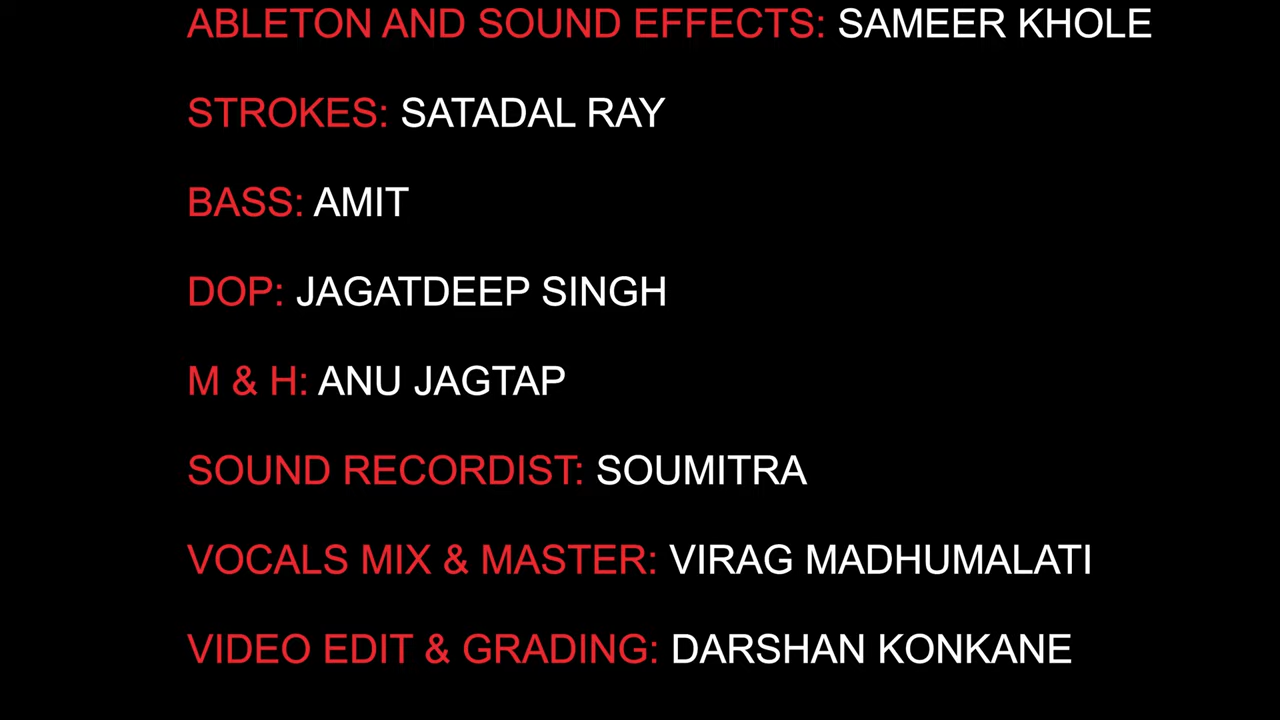 ABLETON AND SOUND EFFECTS: SAMEER KHOLE
STROKES: SATADAL RAY
BASS: AMIT
DOP: JAGATDEEP SINGH
M & H: ANU JAGTAP
SOUND RECORDIST: SOUMITRA
VOCALS MIX & MASTER: VIRAG MADHUMALATI
VIDEO EDIT & GRADING: DARSHAN KONKANE